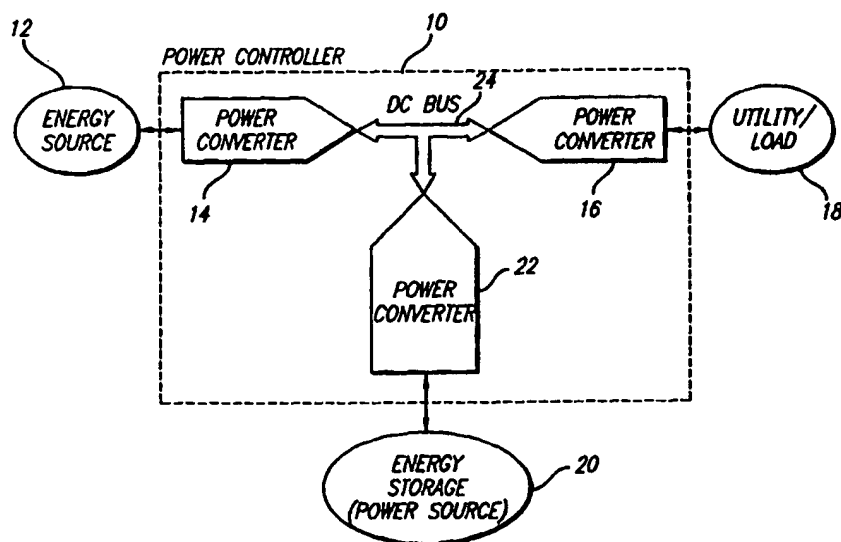 12
POWER CONTROLLER
10
ENERGY
SOURCE
POWER
CONVERTER
14
DC BUS
24
POWER
CONVERTER
16
UTILITY/
LOAD
18
POWER
CONVERTER
22
ENERGY
STORAGE
(POWER SOURCE)
20